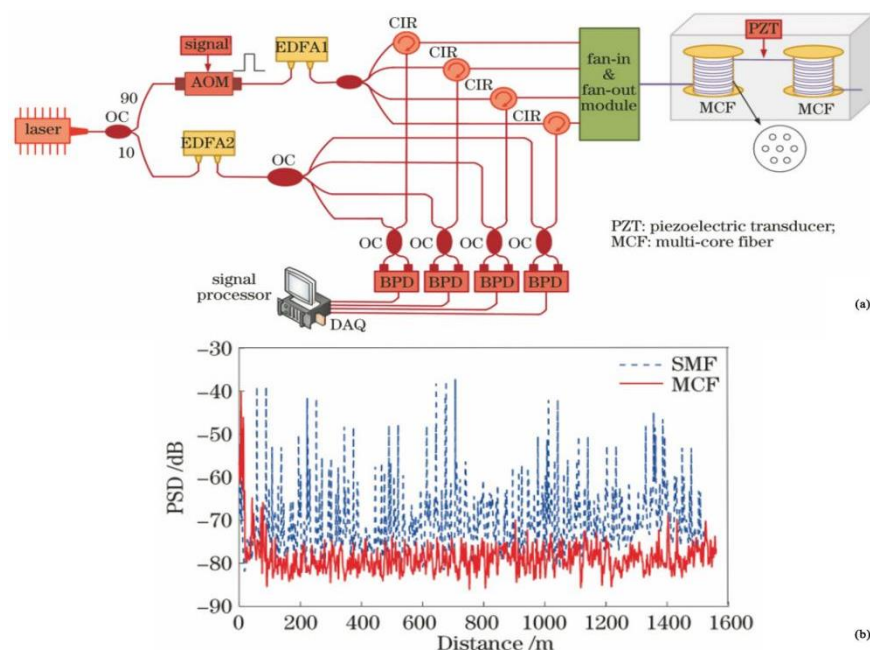 CIR
signal
EDFA1
CIR
PZT
AOM
fan-in
&
fan-out
module
90
CIR
MCF
MCF
laser
OC
CIR
10
EDFA2
OC
PZT: piezoelectric transducer;
MCF: multi-core fiber
OC
OC
OC
OC
signal
processor
BPD
BPD
BPD
BPD
DAQ
(a)
-30
SMF
MCF
-40
-50
-60
-70
-80
-90
PSD /dB
0
200
400
600
800
1000
1200
1400
1600
Distance /m
(b)